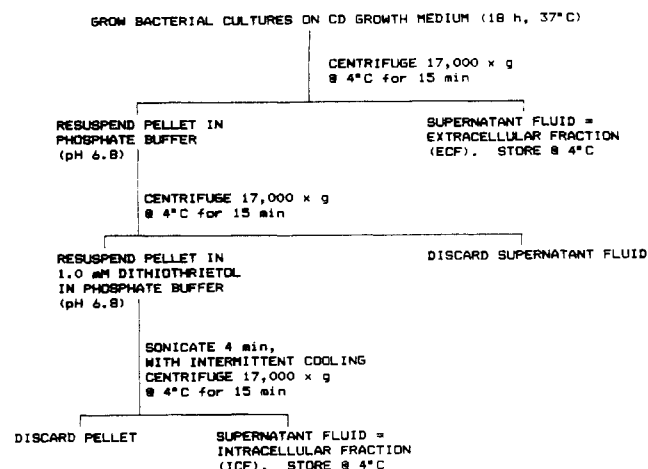 GROW BACTERIAL CULTURES ON CD GROWTH MEDIUM (18 h, 37°C)
CENTRIFUGE 17,000 x g
@ 4°C for 15 min
RESUSPEND PELLET IN
PHOSPHATE BUFFER
(pH 6.8)
SUPERNATANT FLUID =
EXTRACELLULAR FRACTION
(ECF). STORE @ 4°C
CENTRIFUGE 17,000 x g
@ 4°C for 15 min
RESUSPEND PELLET IN
1.0 mM DITHIOTHRIETOL
IN PHOSPHATE BUFFER
(pH 6.8)
DISCARD SUPERNATANT FLUID
SONICATE 4 min,
WITH INTERMITTENT COOLING
CENTRIFUGE 17,000 x g
@ 4°C for 15 min
DISCARD PELLET
SUPERNATANT FLUID =
INTRACELLULAR FRACTION
(ICF). STORE @ 4°C